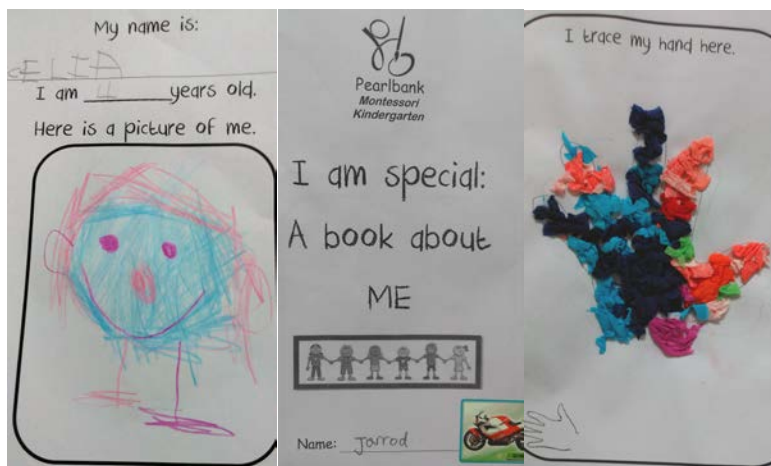 My name is:
CELIA
I am 4 years old.
Here is a picture of me.
Pearlbank
Montessori
Kindergarten
I am special:
A book about
ME
Name: Jarrod
I trace my hand here.